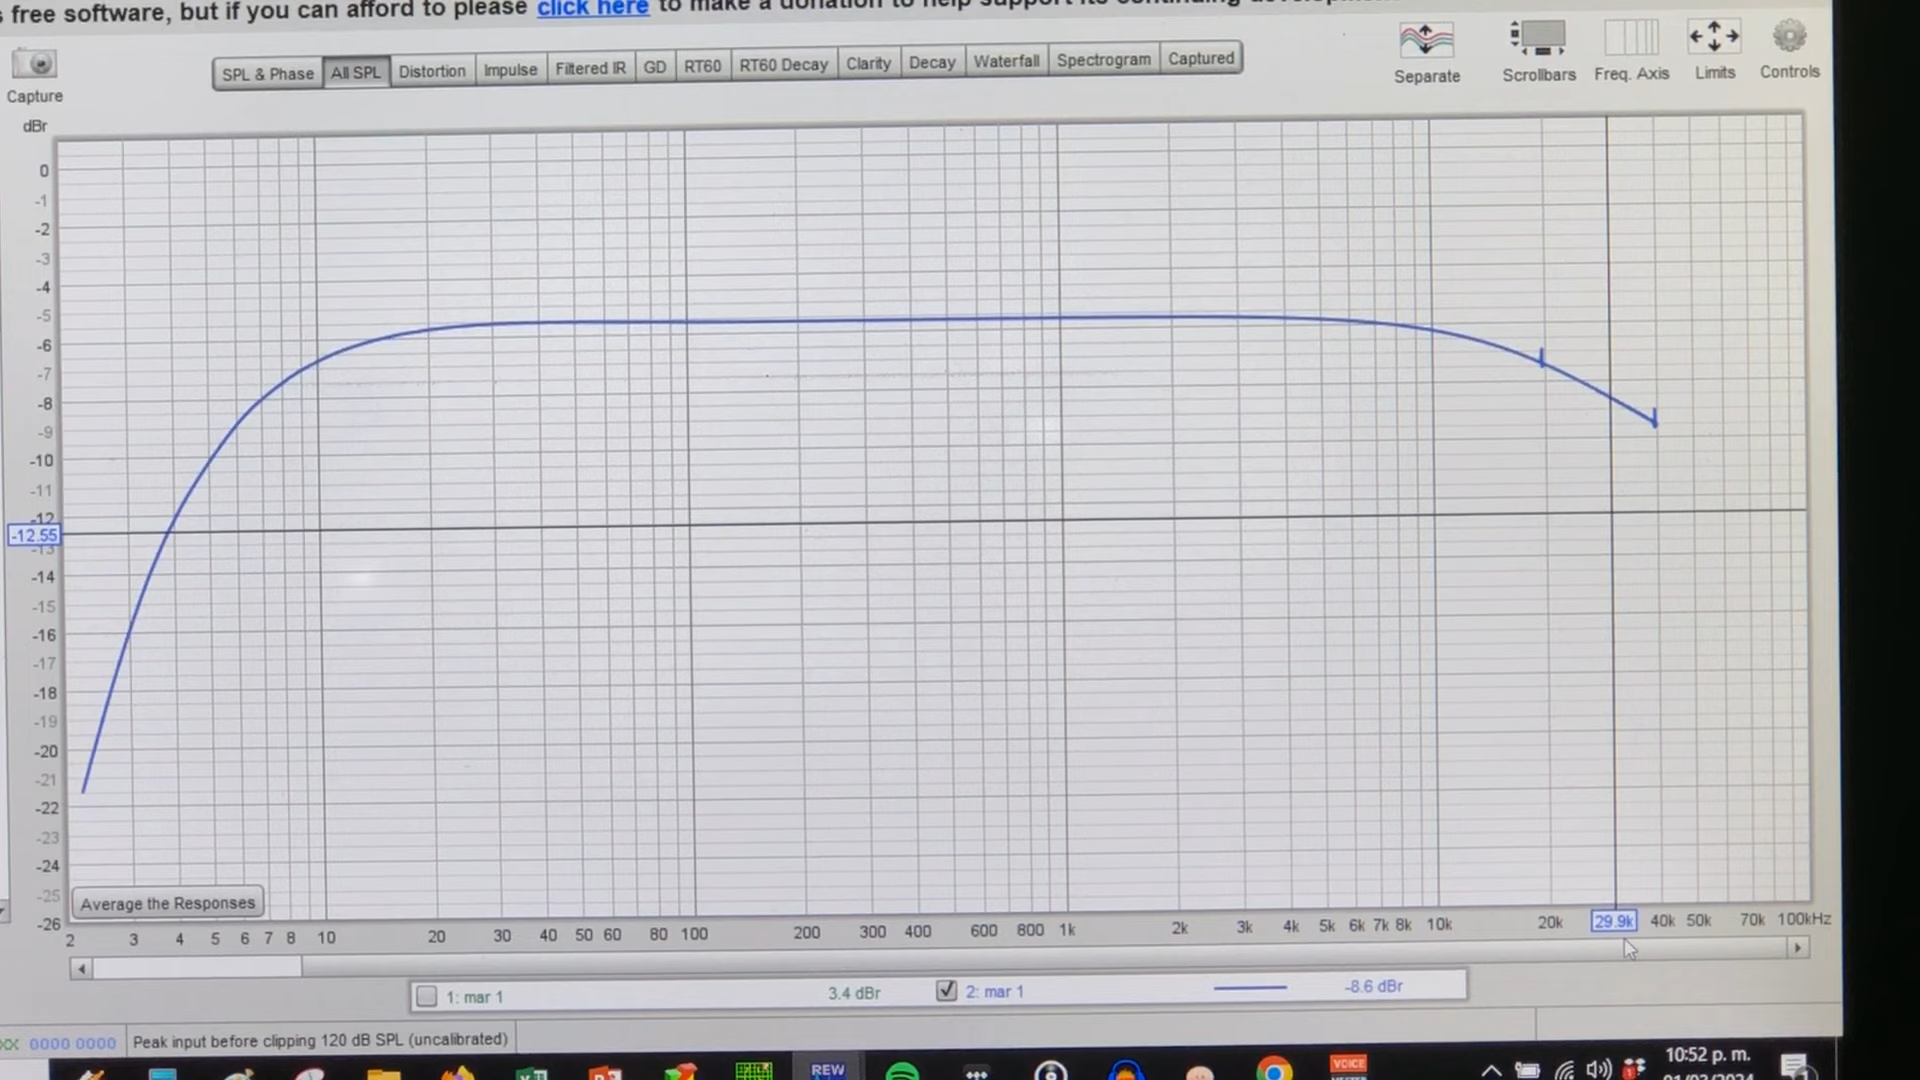 free software, but if you can afford to please click here to make a donation to help support its continuing
Capture
SPL & Phase All SPL Distortion Impulse Filtered IR GD RT60 RT60 Decay Clarity Decay Waterfall Spectrogram Captured
Separate Scrollbars Freq. Axis Limits Controls
dBr
0
-1
-2
-3
-4
-5
-6
-7
-8
-9
-10
-11
-12
-12.55
-13
-14
-15
-16
-17
-18
-19
-20
-21
-22
-23
-24
-25
-26
Average the Responses
2 3 4 5 6 7 8 10 20 30 40 50 60 80 100 200 300 400 600 800 1k 2k 3k 4k 5k 6k 7k 8k 10k 20k 29.9k 40k 50k 70k 100kHz
1: mar 1 3.4 dBr 2: mar 1 -8.6 dBr
0000 0000 Peak input before clipping 120 dB SPL (uncalibrated)
REW
VOICE
10:52 p. m.